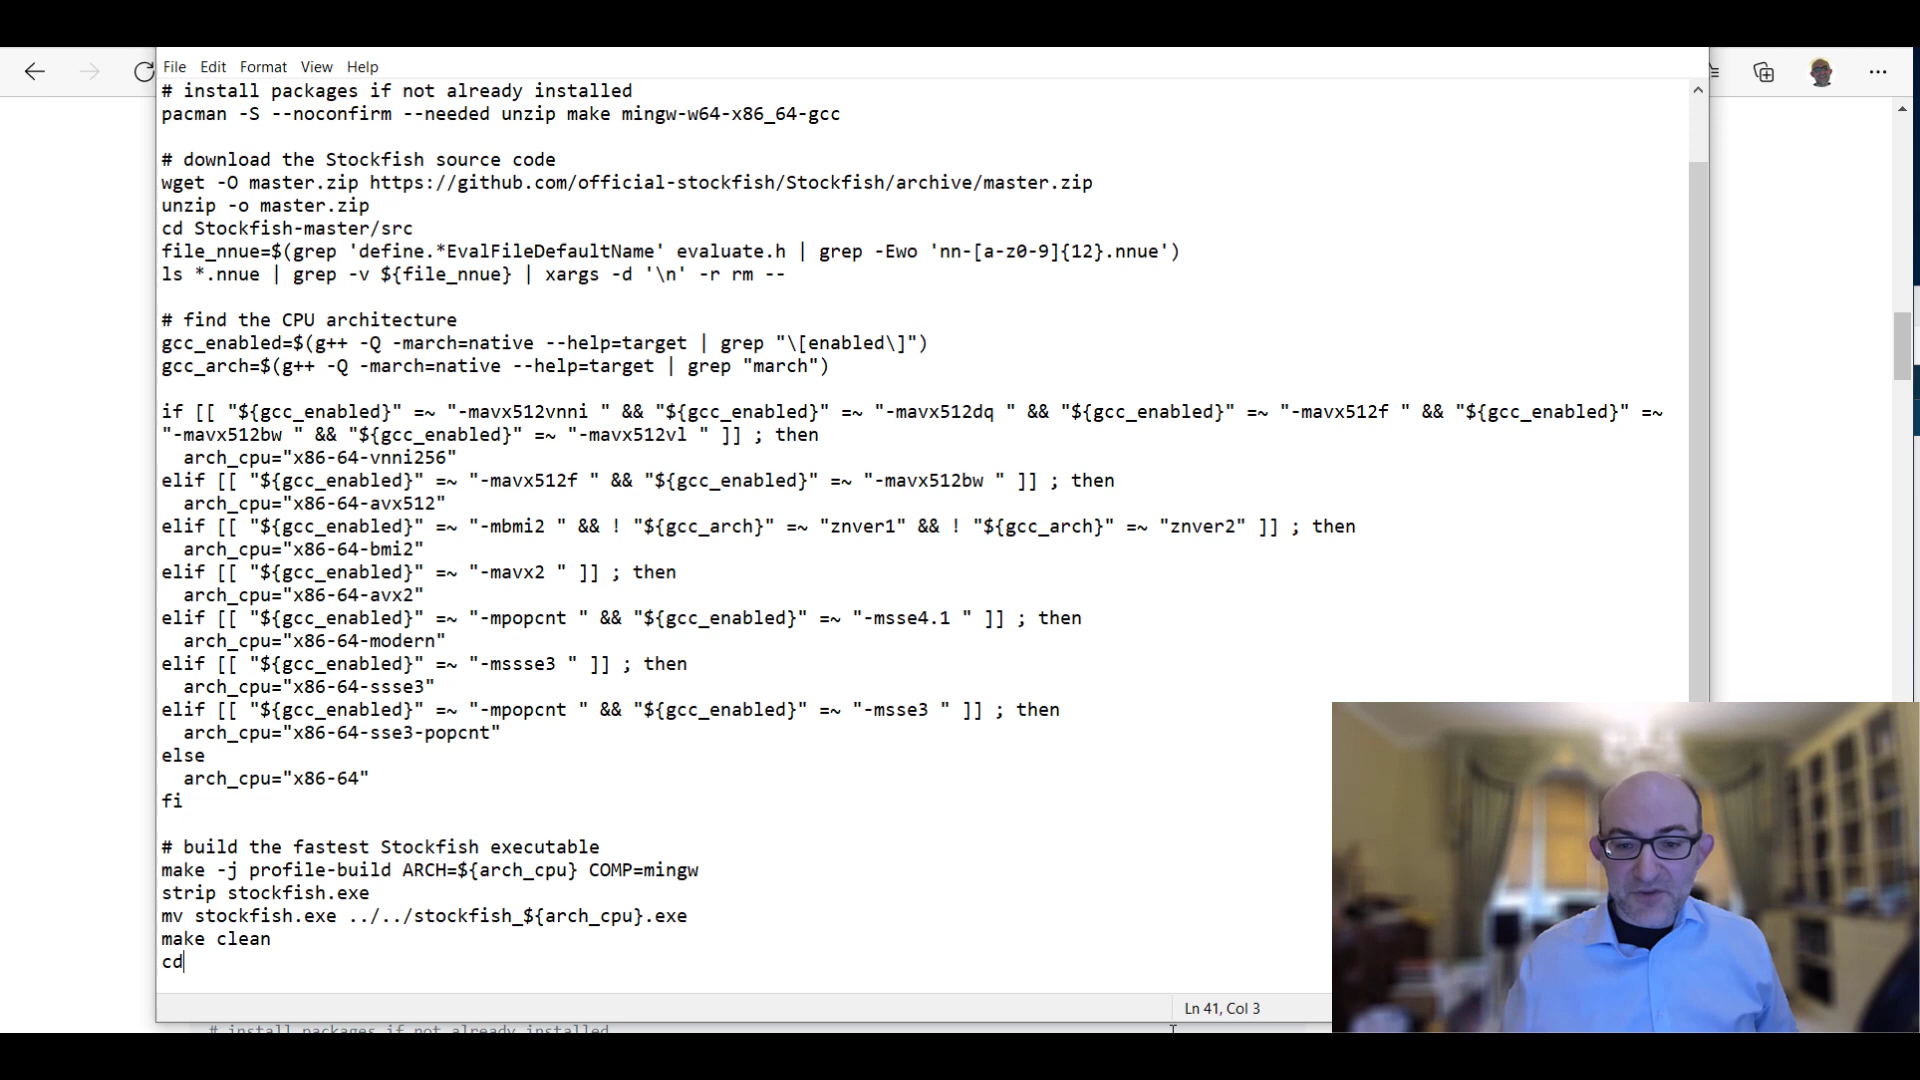 File Edit Format View Help
# install packages if not already installed
pacman -S --noconfirm --needed unzip make mingw-w64-x86_64-gcc
# download the Stockfish source code
wget -O master.zip https://github.com/official-stockfish/Stockfish/archive/master.zip
unzip -o master.zip
cd Stockfish-master/src
file_nnue=$(grep 'define.*EvalFileDefaultName' evaluate.h | grep -Ewo 'nn-[a-z0-9]{12}.nnue')
ls *.nnue | grep -v ${file_nnue} | xargs -d '\n' -r rm --
# find the CPU architecture
gcc_enabled=$(g++ -Q -march=native --help=target | grep "\[enabled\]")
gcc_arch=$(g++ -Q -march=native --help=target | grep "march")
if [[ "${gcc_enabled}" =~ "-mavx512vnni " && "${gcc_enabled}" =~ "-mavx512dq " && "${gcc_enabled}" =~ "-mavx512f " && "${gcc_enabled}" =~
"-mavx512bw " && "${gcc_enabled}" =~ "-mavx512vl " ]] ; then
  arch_cpu="x86-64-vnni256"
elif [[ "${gcc_enabled}" =~ "-mavx512f " && "${gcc_enabled}" =~ "-mavx512bw " ]] ; then
  arch_cpu="x86-64-avx512"
elif [[ "${gcc_enabled}" =~ "-mbmi2 " && ! "${gcc_arch}" =~ "znver1" && ! "${gcc_arch}" =~ "znver2" ]] ; then
  arch_cpu="x86-64-bmi2"
elif [[ "${gcc_enabled}" =~ "-mavx2 " ]] ; then
  arch_cpu="x86-64-avx2"
elif [[ "${gcc_enabled}" =~ "-mpopcnt " && "${gcc_enabled}" =~ "-msse4.1 " ]] ; then
  arch_cpu="x86-64-modern"
elif [[ "${gcc_enabled}" =~ "-mssse3 " ]] ; then
  arch_cpu="x86-64-ssse3"
elif [[ "${gcc_enabled}" =~ "-mpopcnt " && "${gcc_enabled}" =~ "-msse3 " ]] ; then
  arch_cpu="x86-64-sse3-popcnt"
else
  arch_cpu="x86-64"
fi
# build the fastest Stockfish executable
make -j profile-build ARCH=${arch_cpu} COMP=mingw
strip stockfish.exe
mv stockfish.exe ../../stockfish_${arch_cpu}.exe
make clean
cd
Ln 41, Col 3
# install packages if not already installed